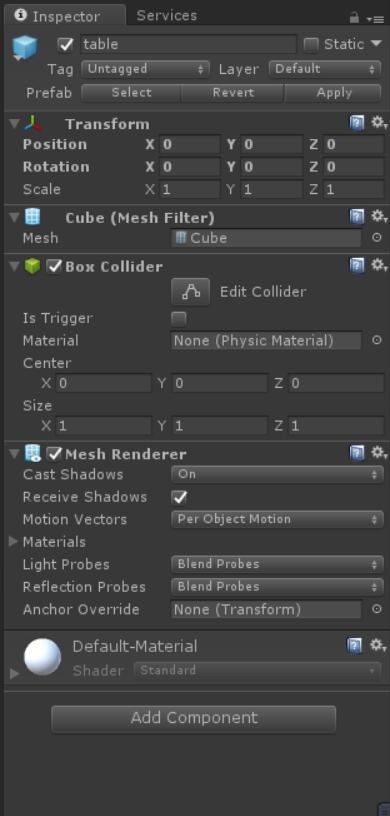 Inspector Services
table Static
Tag Untagged Layer Default
Prefab Select Revert Apply
Transform
Position X 0 Y 0 Z 0
Rotation X 0 Y 0 Z 0
Scale X 1 Y 1 Z 1
Cube (Mesh Filter)
Mesh Cube
Box Collider
Edit Collider
Is Trigger
Material None (Physic Material)
Center
X 0 Y 0 Z 0
Size
X 1 Y 1 Z 1
Mesh Renderer
Cast Shadows On
Receive Shadows
Motion Vectors Per Object Motion
Materials
Light Probes Blend Probes
Reflection Probes Blend Probes
Anchor Override None (Transform)
Default-Material
Shader Standard
Add Component